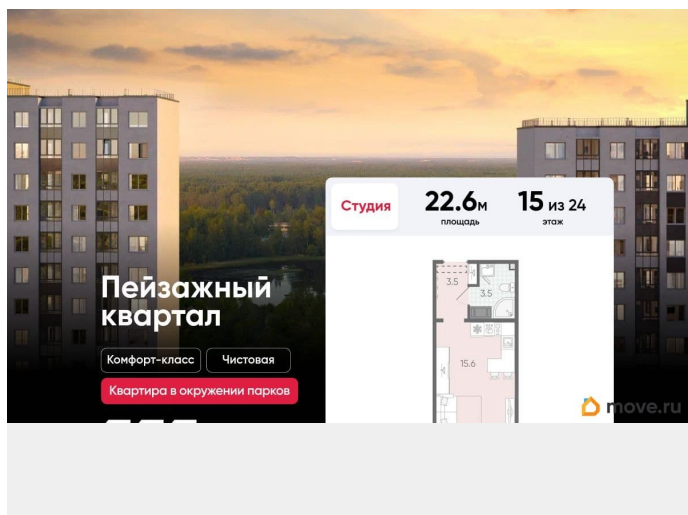 Студия
22.6м
площадь
15 из 24
этаж
3.5
3.5
Пейзажный
квартал
15.6
Комфорт-класс
Чистовая
Квартира в окружении парков
move.ru